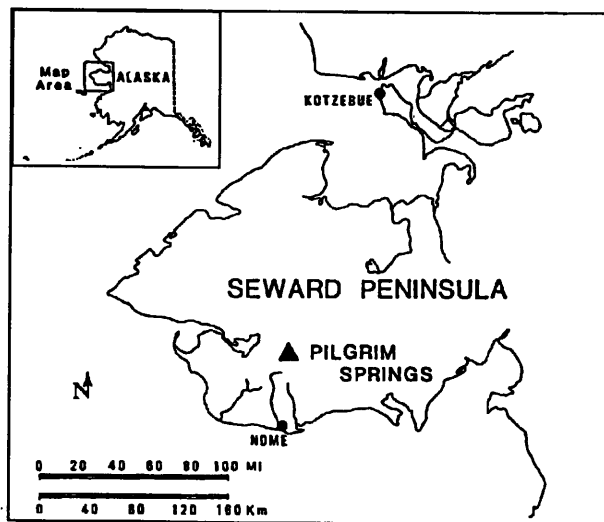 Map
Area
ALASKA
KOTZEBUE
SEWARD PENINSULA
PILGRIM
SPRINGS
N
NOME
0 20 40 60 80 100 MI
0 40 80 120 160 Km